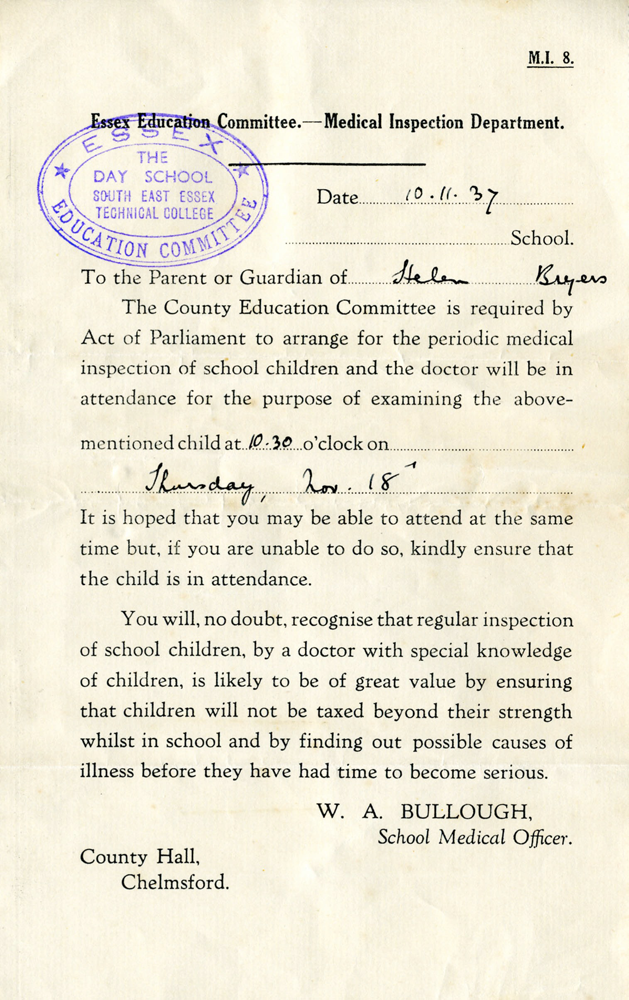 M.I. 8.
Essex Education Committee.—Medical Inspection Department.
ESSEX
THE
DAY SCHOOL
SOUTH EAST ESSEX
TECHNICAL COLLEGE
EDUCATION COMMITTEE
Date 10.11.37
School.
To the Parent or Guardian of Helen Bryers
The County Education Committee is required by
Act of Parliament to arrange for the periodic medical
inspection of school children and the doctor will be in
attendance for the purpose of examining the above-
mentioned child at 10.30 o'clock on
Thursday, Nov. 18
It is hoped that you may be able to attend at the same
time but, if you are unable to do so, kindly ensure that
the child is in attendance.
You will, no doubt, recognise that regular inspection
of school children, by a doctor with special knowledge
of children, is likely to be of great value by ensuring
that children will not be taxed beyond their strength
whilst in school and by finding out possible causes of
illness before they have had time to become serious.
W. A. BULLOUGH,
School Medical Officer.
County Hall,
Chelmsford.